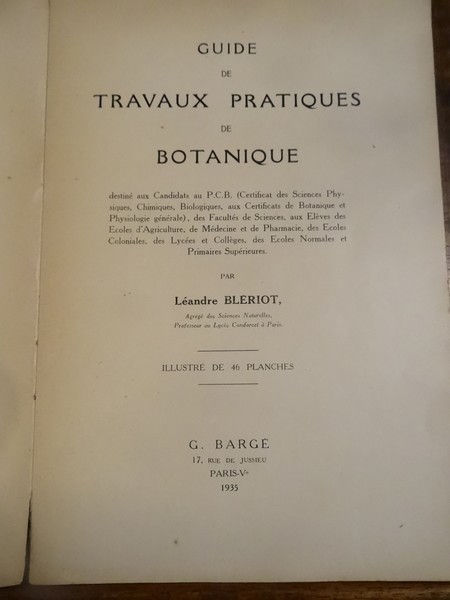 GUIDE
DE
TRAVAUX PRATIQUES
DE
BOTANIQUE
destiné aux Candidats au P.C.B. (Certificat des Sciences Phy-
siques, Chimiques, Biologiques, aux Certificats de Botanique et
Physiologie générale), des Facultés de Sciences, aux Elèves des
Ecoles d'Agriculture, de Médecine et de Pharmacie, des Ecoles
Coloniales, des Lycées et Collèges, des Ecoles Normales et
Primaires Supérieures.
PAR
Léandre BLÉRIOT,
Agrégé des Sciences Naturelles,
Professeur au Lycée Condorcet à Paris.
ILLUSTRÉ DE 46 PLANCHES
G. BARGE
17, RUE DE JUSSIEU
PARIS-Ve
1935